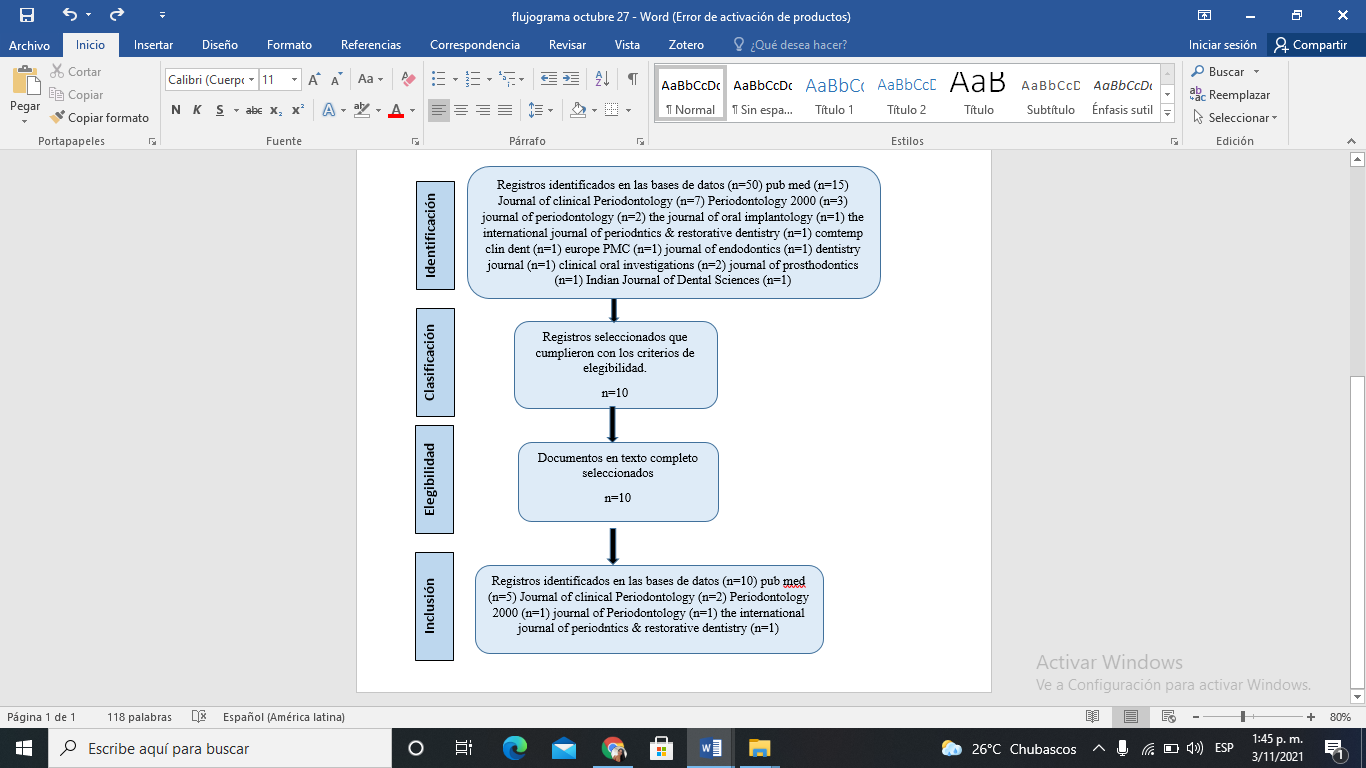 flujograma octubre 27 - Word (Error de activación de productos)
Archivo Inicio Insertar Diseño Formato Referencias Correspondencia Revisar Vista Zotero ¿Qué desea hacer? Iniciar sesión Compartir
Pegar
Cortar
Copiar
Copiar formato
Portapapeles
Calibri (Cuerpo 11
N K S abc x₂ x²
Fuente
Párrafo
AaBbCcDc AaBbCcDc AaBbCc AaBbCcD AaB AaBbCcD AaBbCcDc
¶ Normal ¶ Sin espa... Título 1 Título 2 Título Subtítulo Énfasis sutil
Estilos
Buscar
Reemplazar
Seleccionar
Edición
Identificación
Registros identificados en las bases de datos (n=50) pub med (n=15)
Journal of clinical Periodontology (n=7) Periodontology 2000 (n=3)
journal of periodontology (n=2) the journal of oral implantology (n=1) the
international journal of periodntics & restorative dentistry (n=1) comtemp
clin dent (n=1) europe PMC (n=1) journal of endodontics (n=1) dentistry
journal (n=1) clinical oral investigations (n=2) journal of prosthodontics
(n=1) Indian Journal of Dental Sciences (n=1)
Clasificación
Registros seleccionados que
cumplieron con los criterios de
elegibilidad.
n=10
Elegibilidad
Documentos en texto completo
seleccionados
n=10
Inclusión
Registros identificados en las bases de datos (n=10) pub med
(n=5) Journal of clinical Periodontology (n=2) Periodontology
2000 (n=1) journal of Periodontology (n=1) the international
journal of periodntics & restorative dentistry (n=1)
Activar Windows
Ve a Configuración para activar Windows.
Página 1 de 1 118 palabras Español (América latina) 80%
Escribe aquí para buscar
26°C Chubascos ESP
1:45 p. m.
3/11/2021
1